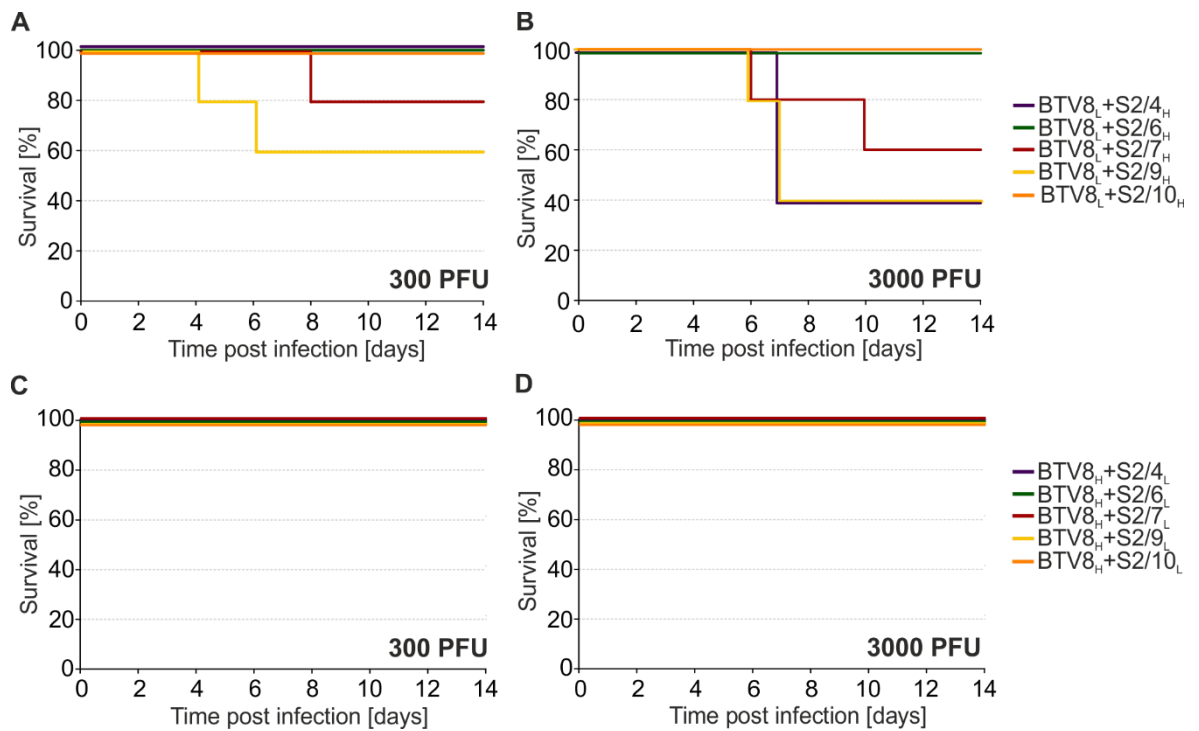 A
100
80
60
40
20
0
Survival [%]
300 PFU
0 2 4 6 8 10 12 14
Time post infection [days]
B
100
80
60
40
20
0
Survival [%]
3000 PFU
0 2 4 6 8 10 12 14
Time post infection [days]
BTV8L+S2/4H
BTV8L+S2/6H
BTV8L+S2/7H
BTV8L+S2/9H
BTV8L+S2/10H
C
100
80
60
40
20
0
Survival [%]
300 PFU
0 2 4 6 8 10 12 14
Time post infection [days]
D
100
80
60
40
20
0
Survival [%]
3000 PFU
0 2 4 6 8 10 12 14
Time post infection [days]
BTV8H+S2/4L
BTV8H+S2/6L
BTV8H+S2/7L
BTV8H+S2/9L
BTV8H+S2/10L